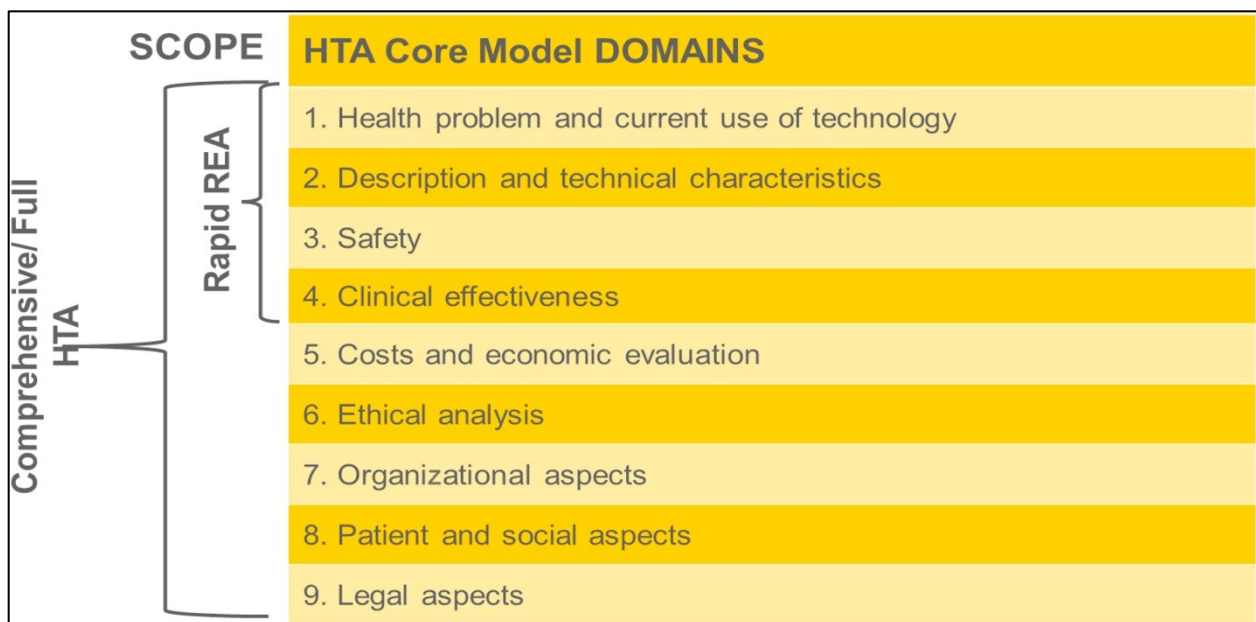 SCOPE
HTA Core Model DOMAINS
Comprehensive/ Full
HTA
Rapid REA
1. Health problem and current use of technology
2. Description and technical characteristics
3. Safety
4. Clinical effectiveness
5. Costs and economic evaluation
6. Ethical analysis
7. Organizational aspects
8. Patient and social aspects
9. Legal aspects